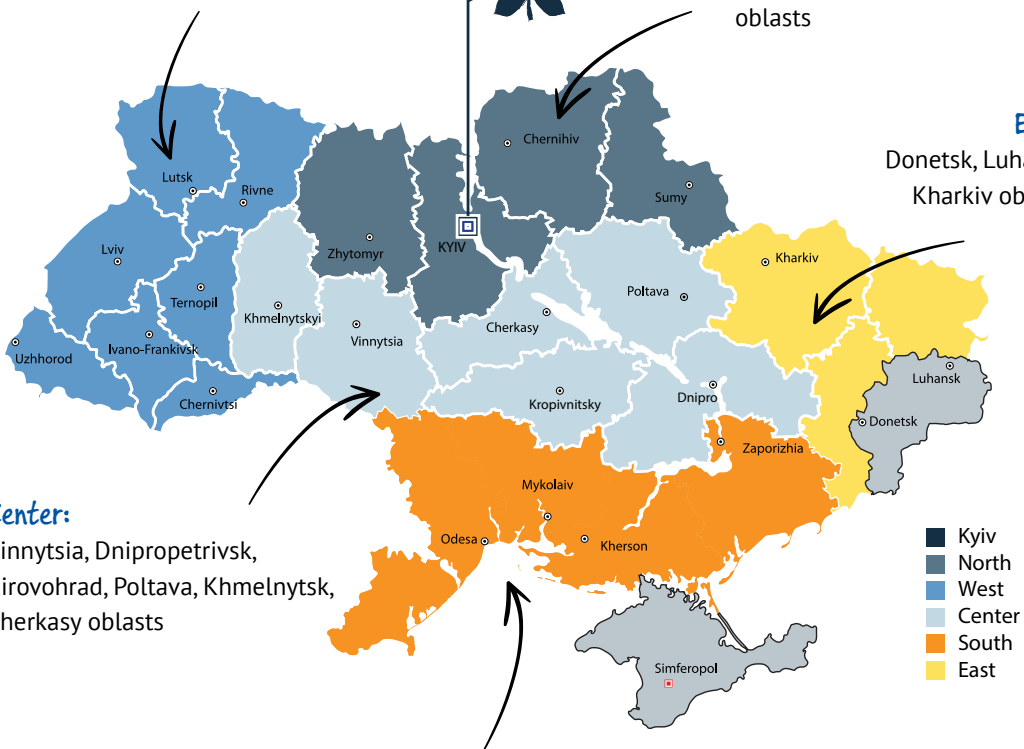 oblasts
E
Donetsk, Luha
Kharkiv ob
Chernihiv
Lutsk
Rivne
Sumy
Lviv
Zhytomyr
KYIV
Kharkiv
Ternopil
Khmelnytskyi
Poltava
Cherkasy
Vinnytsia
Uzhhorod
Ivano-Frankivsk
Chernivtsi
Kropivnitsky
Dnipro
Luhansk
Donetsk
Zaporizhia
Mykolaiv
Odesa
Kherson
Simferopol
enter:
innytsia, Dnipropetrivsk,
irovohrad, Poltava, Khmelnytsk,
herkasy oblasts
Kyiv
North
West
Center
South
East